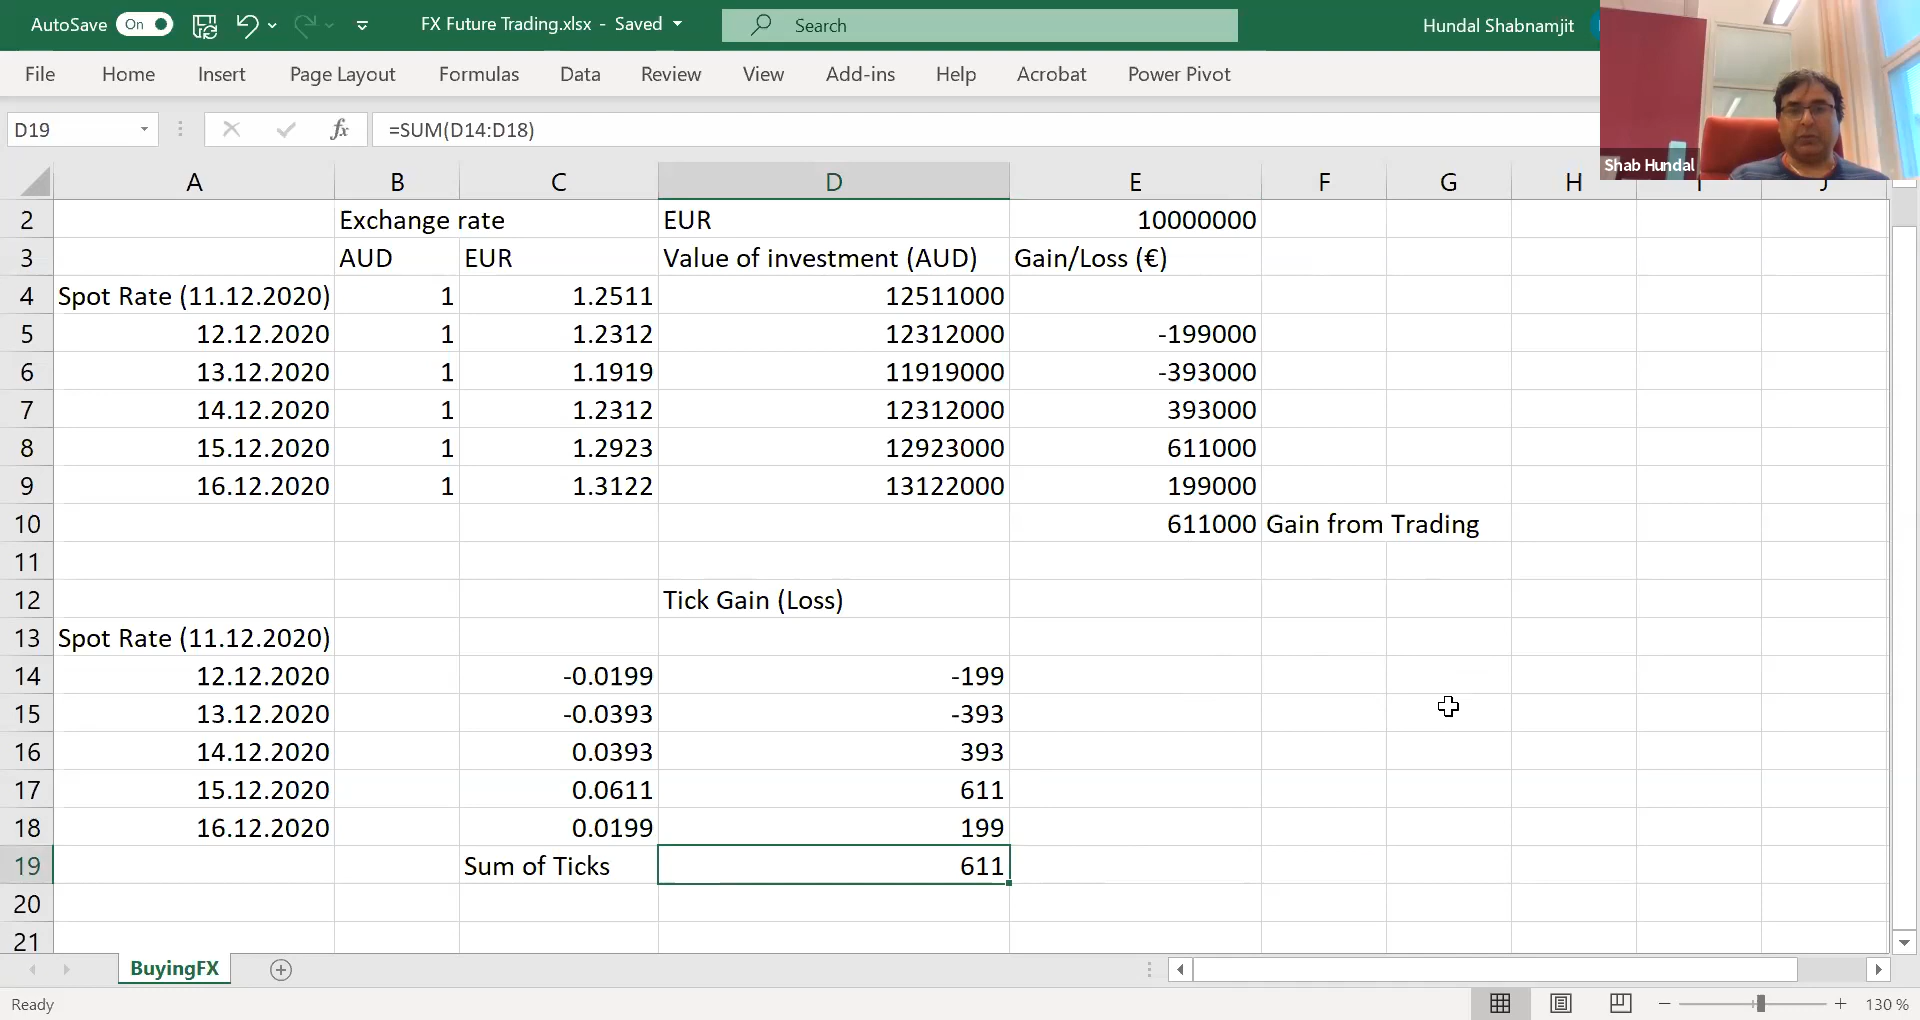 AutoSave On FX Future Trading.xlsx - Saved Search Hundal Shabnamjit
File Home Insert Page Layout Formulas Data Review View Add-ins Help Acrobat Power Pivot
D19 fx =SUM(D14:D18)
Shab Hundal
A B C D E F G H I J
2 Exchange rate EUR 10000000
3 AUD EUR Value of investment (AUD) Gain/Loss (€)
4 Spot Rate (11.12.2020) 1 1.2511 12511000
5 12.12.2020 1 1.2312 12312000 -199000
6 13.12.2020 1 1.1919 11919000 -393000
7 14.12.2020 1 1.2312 12312000 393000
8 15.12.2020 1 1.2923 12923000 611000
9 16.12.2020 1 1.3122 13122000 199000
10 611000 Gain from Trading
11
12 Tick Gain (Loss)
13 Spot Rate (11.12.2020)
14 12.12.2020 -0.0199 -199
15 13.12.2020 -0.0393 -393
16 14.12.2020 0.0393 393
17 15.12.2020 0.0611 611
18 16.12.2020 0.0199 199
19 Sum of Ticks 611
20
21
BuyingFX
Ready 130 %